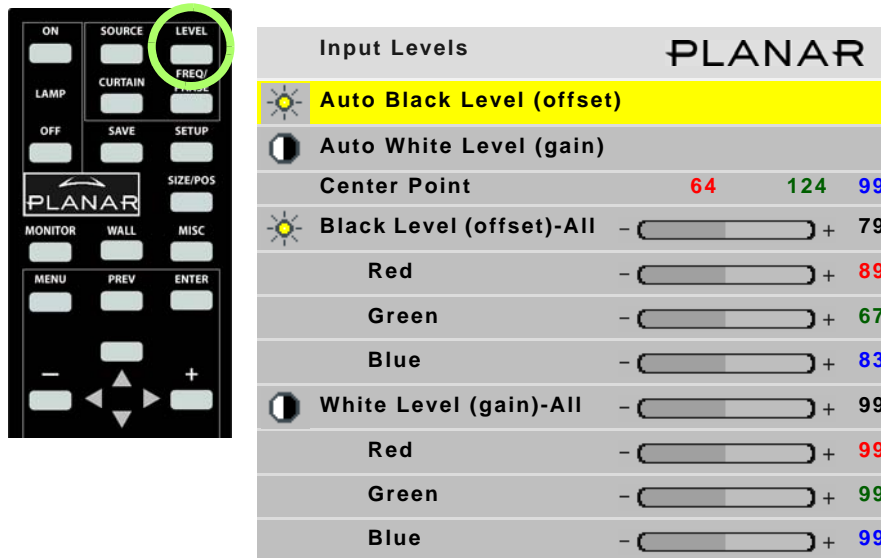 ON SOURCE LEVEL
LAMP CURTAIN FREQ/
PHASE
OFF SAVE SETUP
PLANAR SIZE/POS
MONITOR WALL MISC
MENU PREV ENTER
– +
Input Levels PLANAR
Auto Black Level (offset)
Auto White Level (gain)
Center Point 64 124 99
Black Level (offset)-All – + 79
Red – + 89
Green – + 67
Blue – + 83
White Level (gain)-All – + 99
Red – + 99
Green – + 99
Blue – + 99